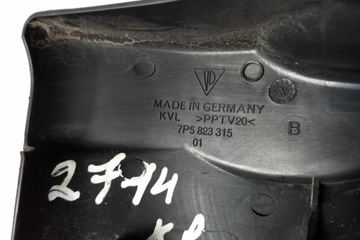 MADE IN GERMANY
KVL >PPTV20< B
7P5 823 315
01
2714